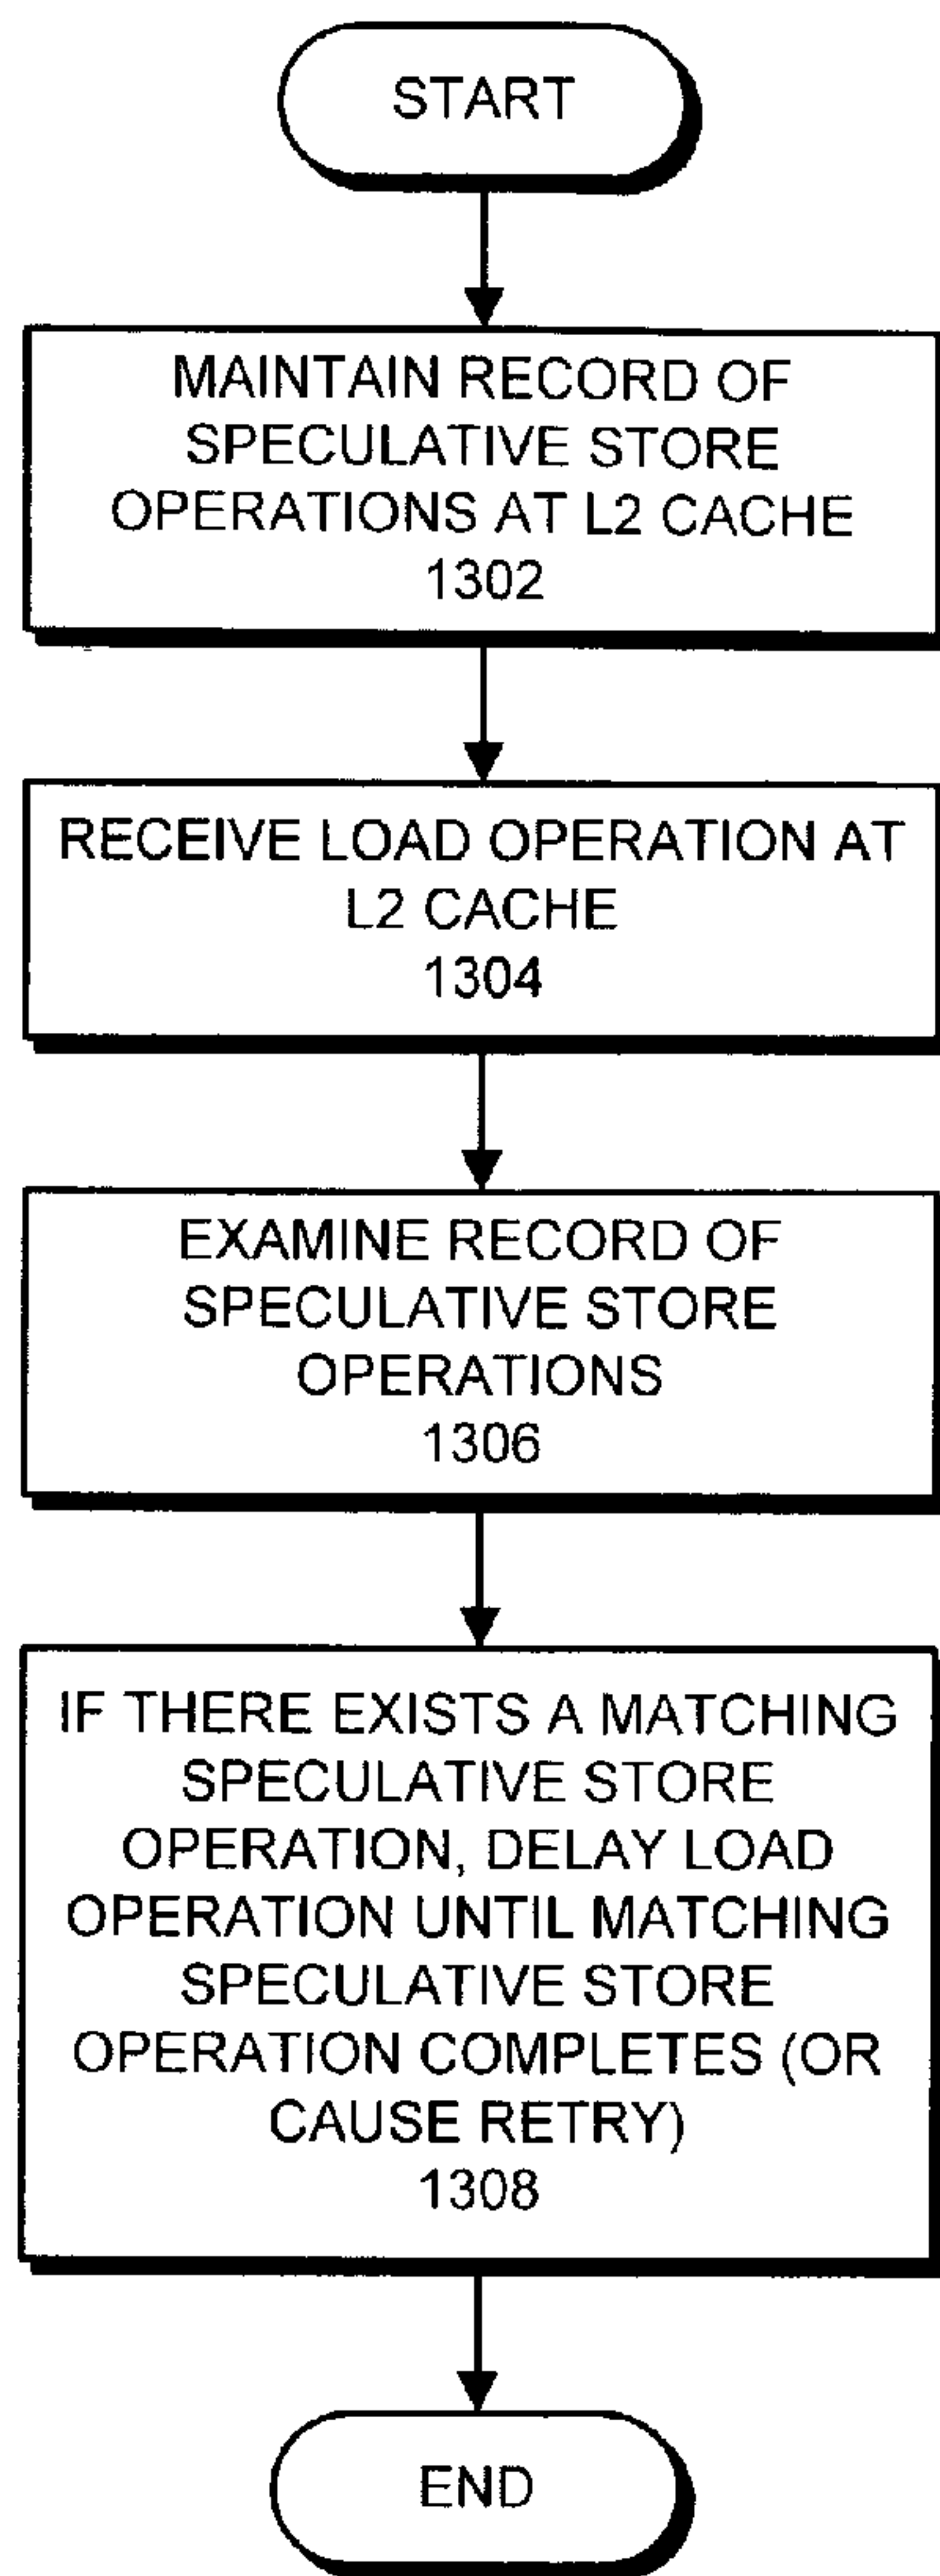 START
MAINTAIN RECORD OF
SPECULATIVE STORE
OPERATIONS AT L2 CACHE
1302
RECEIVE LOAD OPERATION AT
L2 CACHE
1304
EXAMINE RECORD OF
SPECULATIVE STORE
OPERATIONS
1306
IF THERE EXISTS A MATCHING
SPECULATIVE STORE
OPERATION, DELAY LOAD
OPERATION UNTIL MATCHING
SPECULATIVE STORE
OPERATION COMPLETES (OR
CAUSE RETRY)
1308
END